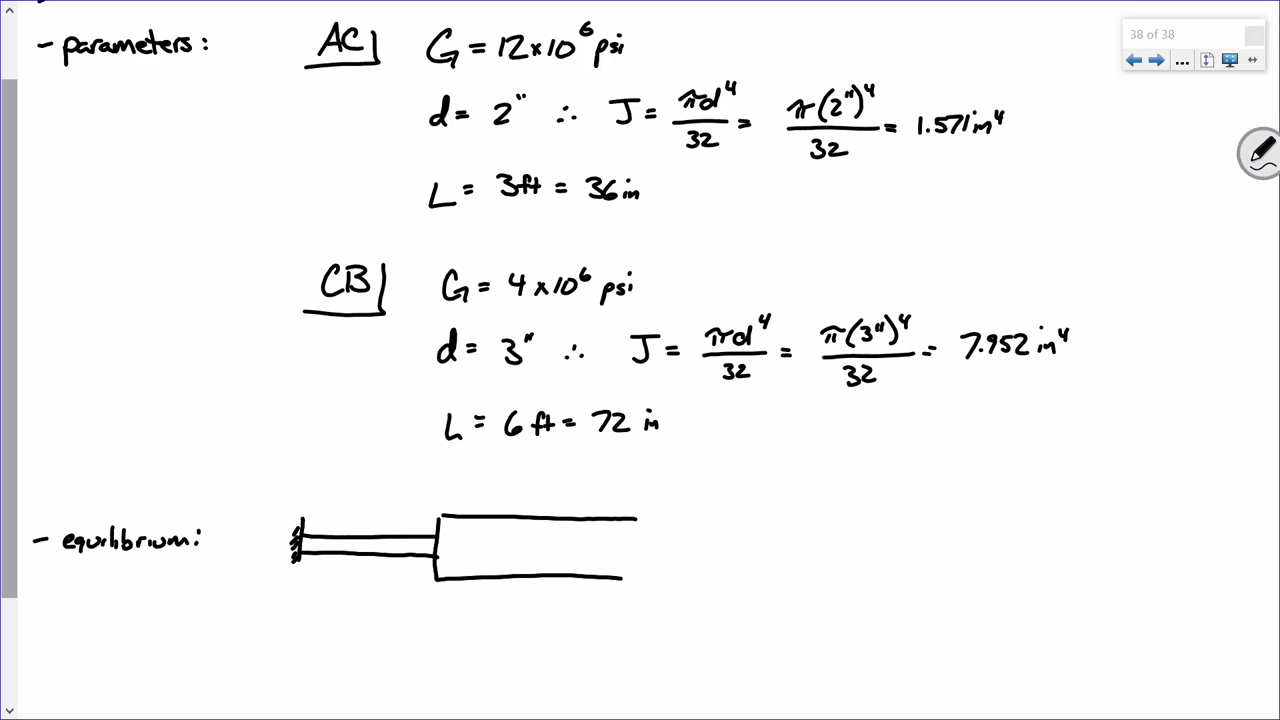 - parameters: AC G = 12×10⁶ psi
38 of 38
d = 2" ∴ J = πd⁴/32 = π(2")⁴/32 = 1.571 in⁴
L = 3ft = 36 in
CB G = 4×10⁶ psi
d = 3" ∴ J = πd⁴/32 = π(3")⁴/32 = 7.952 in⁴
L = 6 ft = 72 in
- equilibrium: